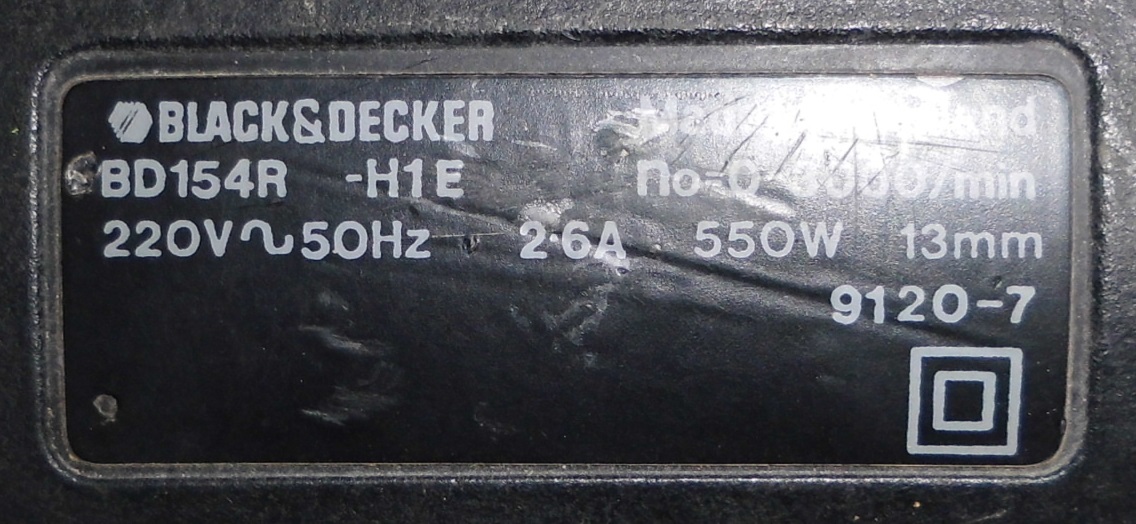 BLACK&DECKER
BD154R -H1E
220V~50Hz 2·6A 550W 13mm
9120-7